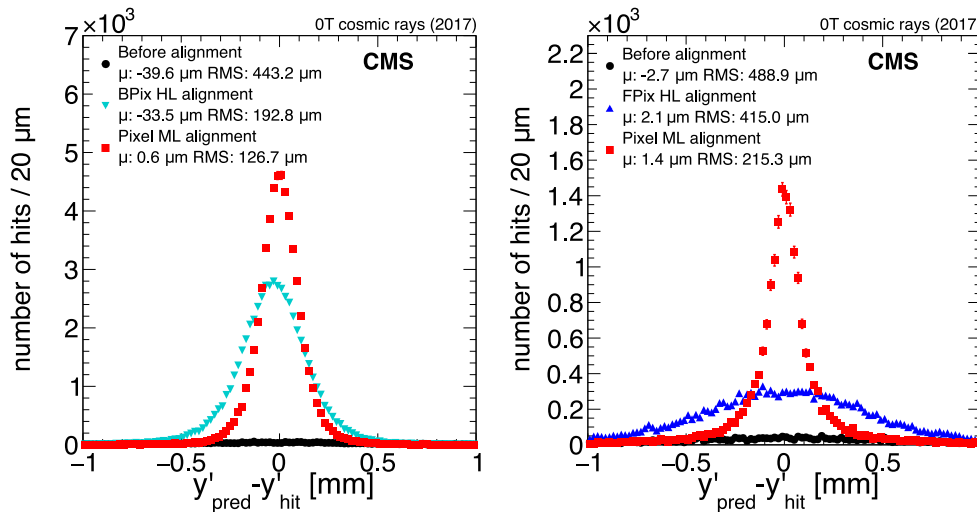 ×10³
0T cosmic rays (2017)
CMS
Before alignment
μ: -39.6 μm RMS: 443.2 μm
BPix HL alignment
μ: -33.5 μm RMS: 192.8 μm
Pixel ML alignment
μ: 0.6 μm RMS: 126.7 μm
number of hits / 20 μm
7
6
5
4
3
2
1
0
−1
−0.5
0
0.5
1
y'pred-y'hit [mm]
×10³
0T cosmic rays (2017)
CMS
Before alignment
μ: -2.7 μm RMS: 488.9 μm
FPix HL alignment
μ: 2.1 μm RMS: 415.0 μm
Pixel ML alignment
μ: 1.4 μm RMS: 215.3 μm
number of hits / 20 μm
2.2
2
1.8
1.6
1.4
1.2
1
0.8
0.6
0.4
0.2
0
−1
−0.5
0
0.5
y'pred-y'hit [mm]